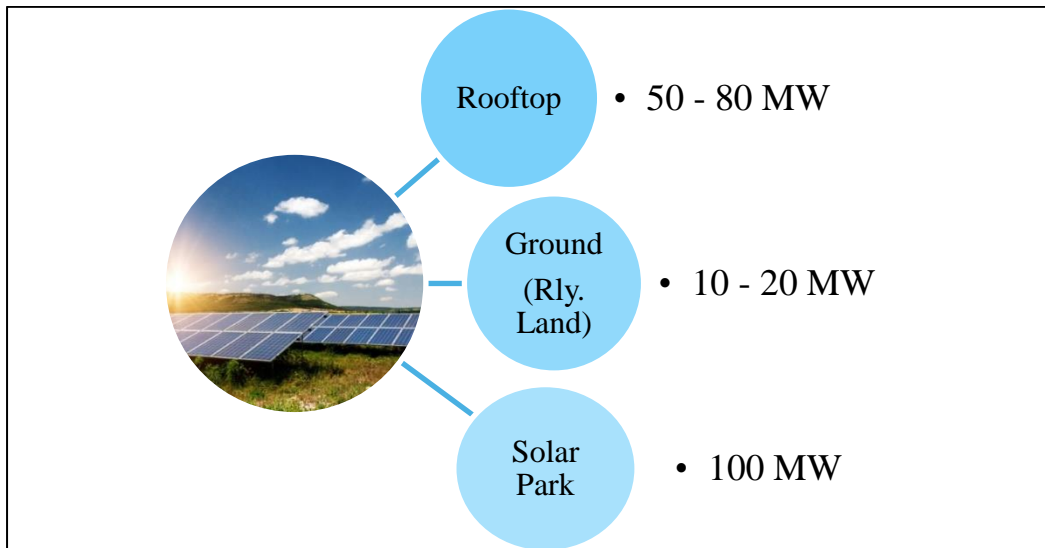 Rooftop
• 50 - 80 MW
Ground
(Rly.
Land)
• 10 - 20 MW
Solar
Park
• 100 MW